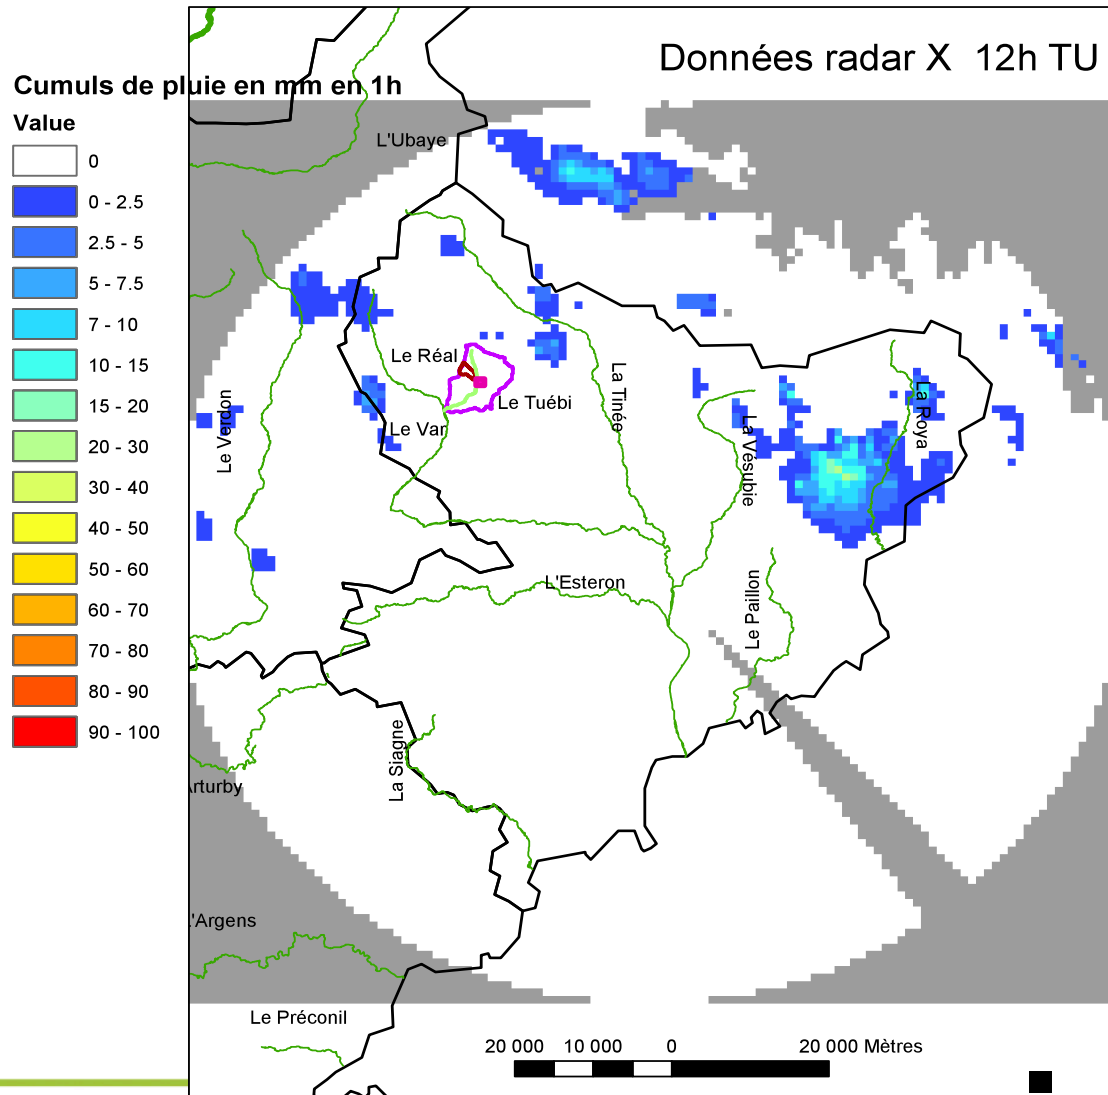 Données radar X 12h TU
Cumuls de pluie en mm en 1h
Value
0
0 - 2.5
2.5 - 5
5 - 7.5
7 - 10
10 - 15
15 - 20
20 - 30
30 - 40
40 - 50
50 - 60
60 - 70
70 - 80
80 - 90
90 - 100
L'Ubaye
Le Réal
Le Tuébi
Le Var
Le Verdon
La Tinée
La Vésubie
La Roya
L'Esteron
Le Paillon
La Siagne
rturby
'Argens
Le Préconil
20 000 10 000 0 20 000 Mètres